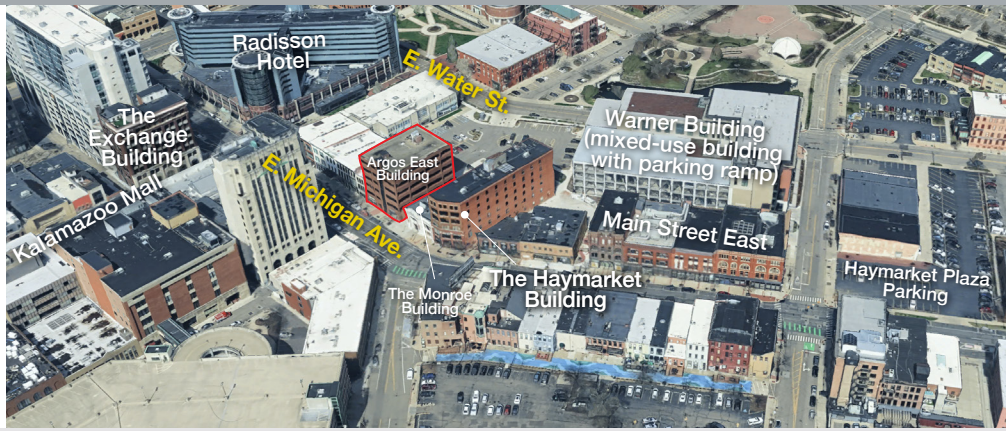 Radisson
Hotel
E. Water St.
The
Exchange
Building
Warner Building
(mixed-use building
with parking ramp)
Argos East
Building
E. Michigan Ave.
Kalamazoo Mall
Main Street East
The Haymarket
Building
Haymarket Plaza
Parking
The Monroe
Building